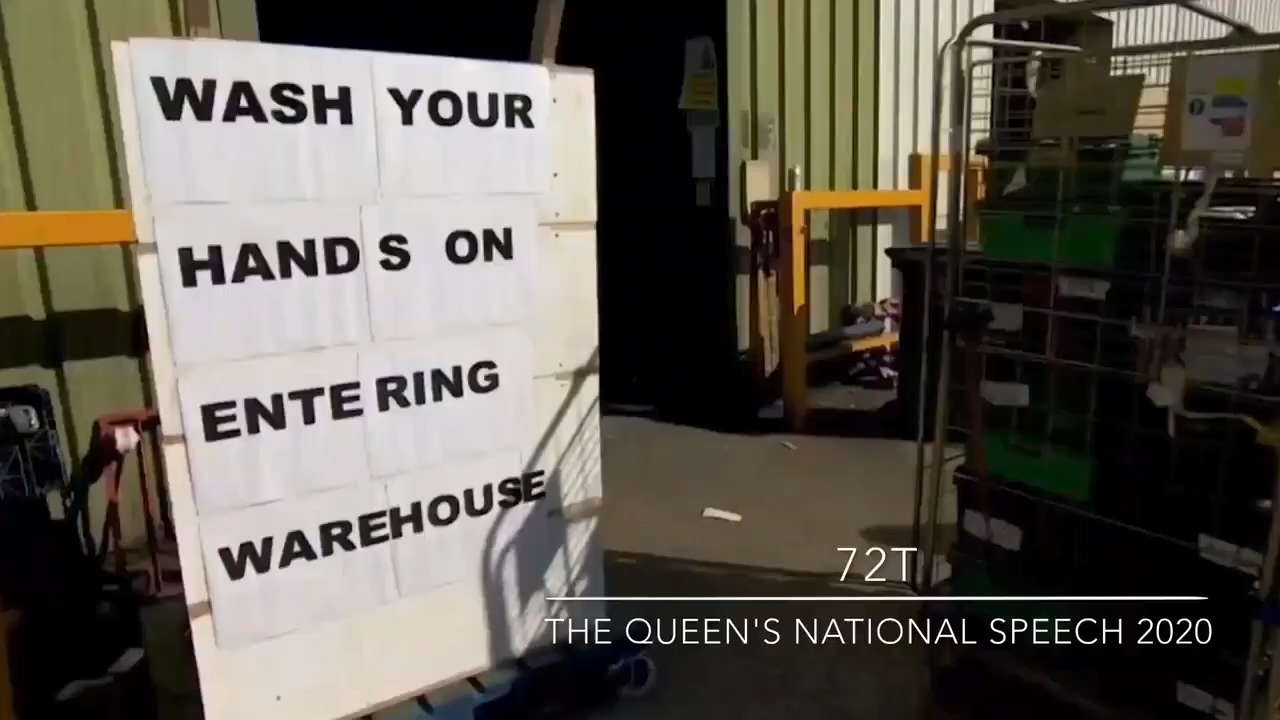 WASH YOUR
HANDS ON
ENTERING
WAREHOUSE
72T
THE QUEEN'S NATIONAL SPEECH 2020